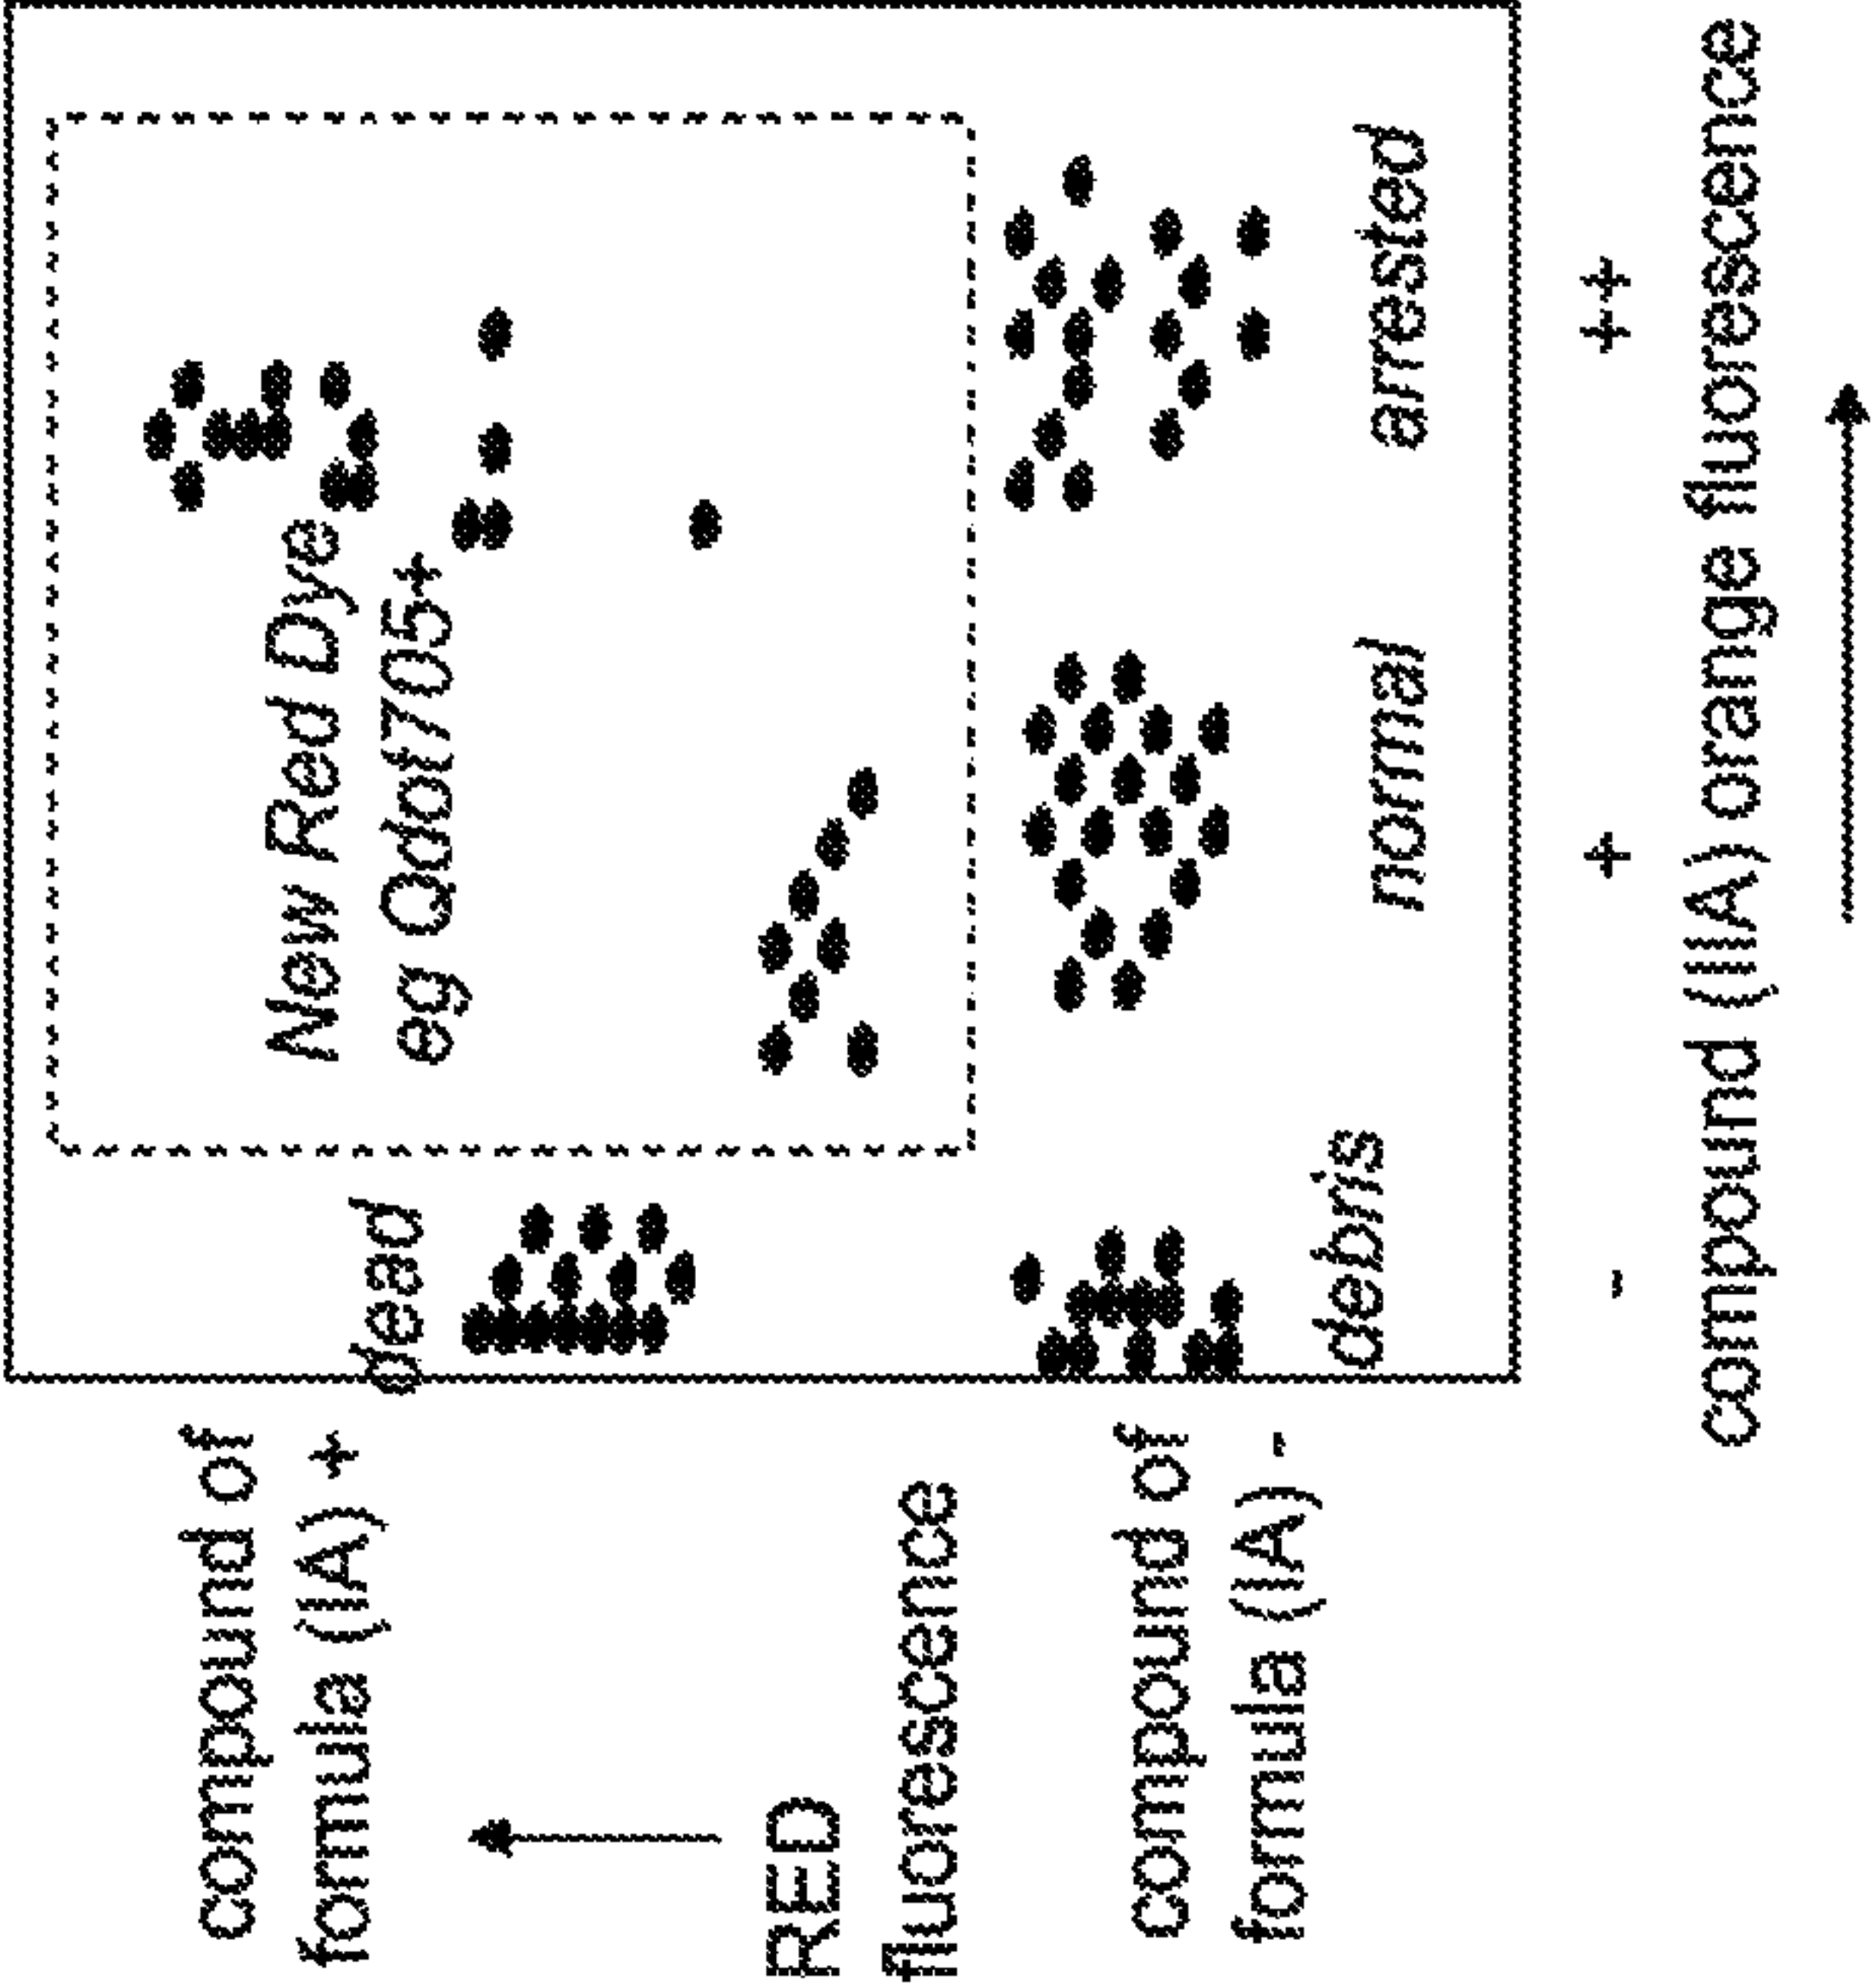 compound of
formula (IA) +
RED
fluorescence
compound of
formula (IA) -
dead
New Red Dye
eg Qdot705+
debris
normal
arrested
- + ++
compound (IIA) orange fluorescence